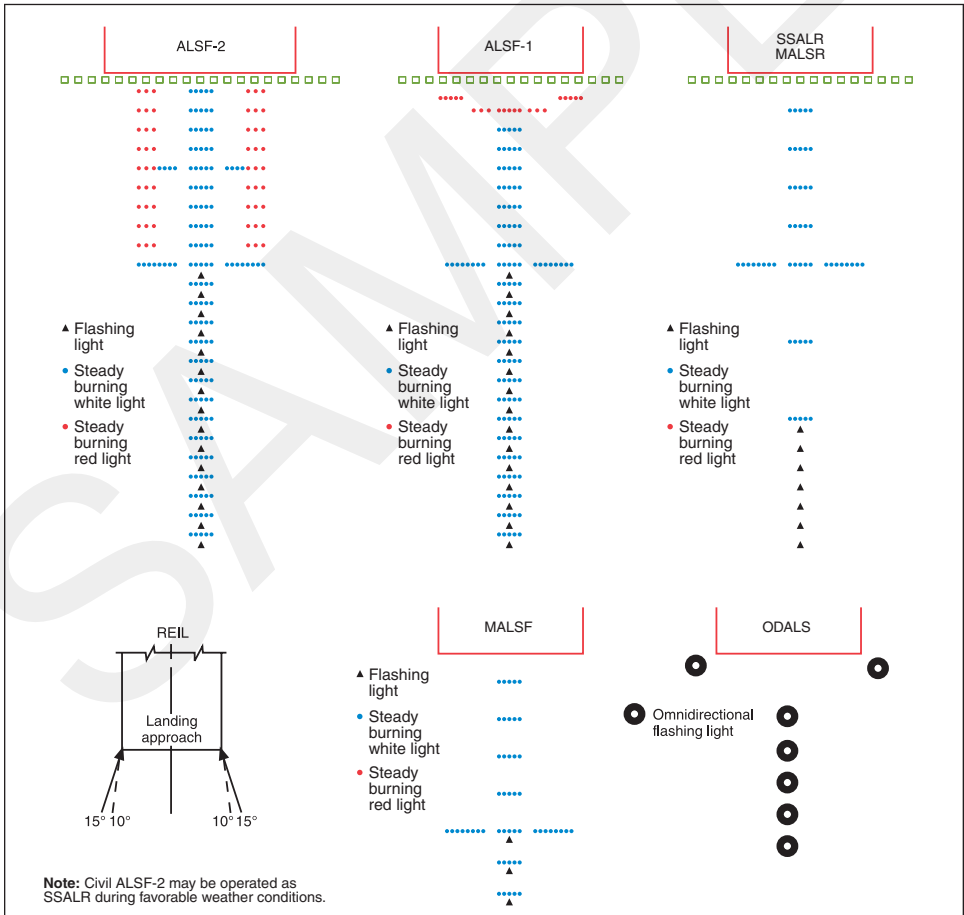 ALSF-2
ALSF-1
SSALR
MALSR
▲ Flashing
light
• Steady
burning
white light
• Steady
burning
red light
▲ Flashing
light
• Steady
burning
white light
• Steady
burning
red light
▲ Flashing
light
• Steady
burning
white light
• Steady
burning
red light
REIL
Landing
approach
15° 10°
10° 15°
MALSF
▲ Flashing
light
• Steady
burning
white light
• Steady
burning
red light
ODALS
Omnidirectional
flashing light
Note: Civil ALSF-2 may be operated as
SSALR during favorable weather conditions.
SAMPLE